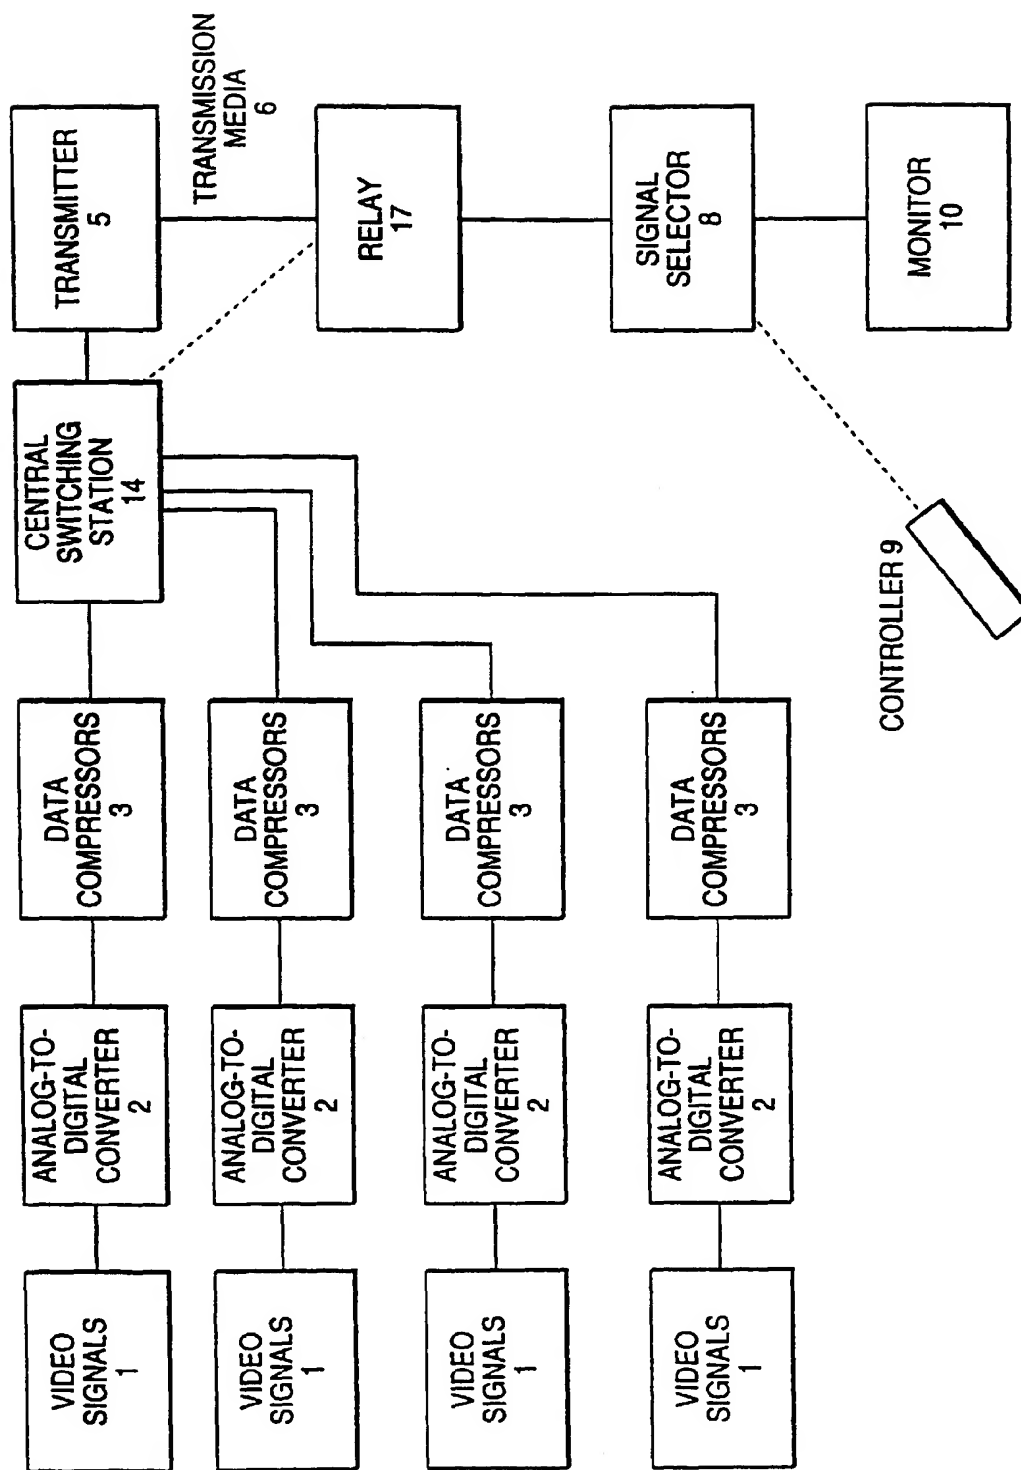 VIDEO
SIGNALS
1
ANALOG-TO-
DIGITAL
CONVERTER
2
DATA
COMPRESSORS
3
CENTRAL
SWITCHING
STATION
14
TRANSMITTER
5
VIDEO
SIGNALS
1
ANALOG-TO-
DIGITAL
CONVERTER
2
DATA
COMPRESSORS
3
TRANSMISSION
MEDIA
6
VIDEO
SIGNALS
1
ANALOG-TO-
DIGITAL
CONVERTER
2
DATA
COMPRESSORS
3
RELAY
17
VIDEO
SIGNALS
1
ANALOG-TO-
DIGITAL
CONVERTER
2
DATA
COMPRESSORS
3
SIGNAL
SELECTOR
8
CONTROLLER 9
MONITOR
10